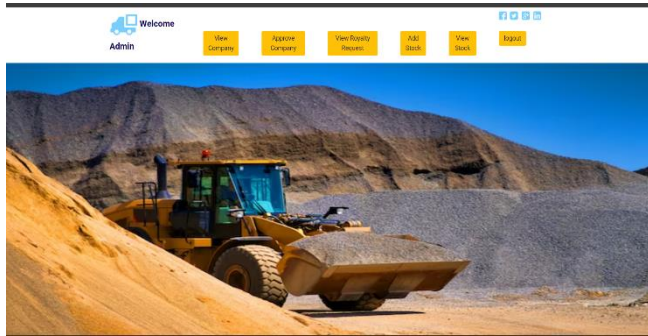 Welcome
Admin
View
Company
Approve
Company
View Royalty
Request
Add
Stock
View
Stock
logout